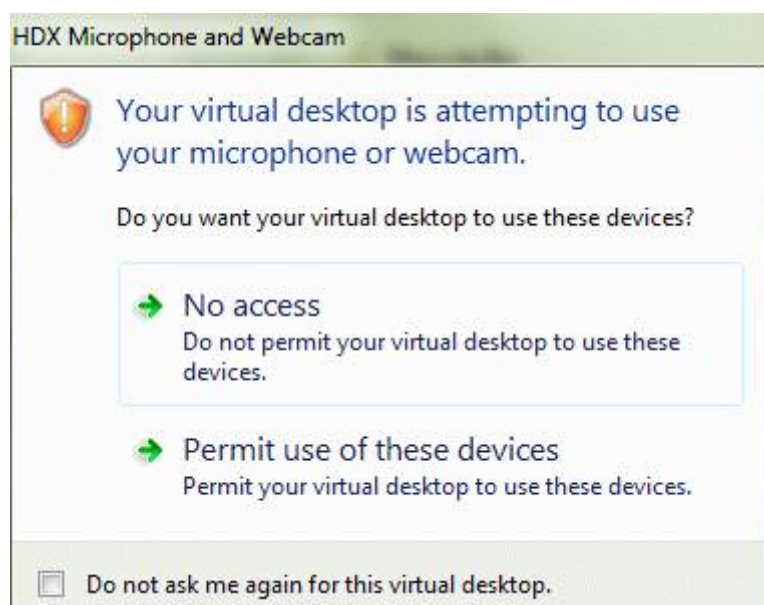 HDX Microphone and Webcam
Your virtual desktop is attempting to use
your microphone or webcam.
Do you want your virtual desktop to use these devices?
No access
Do not permit your virtual desktop to use these
devices.
Permit use of these devices
Permit your virtual desktop to use these devices.
Do not ask me again for this virtual desktop.